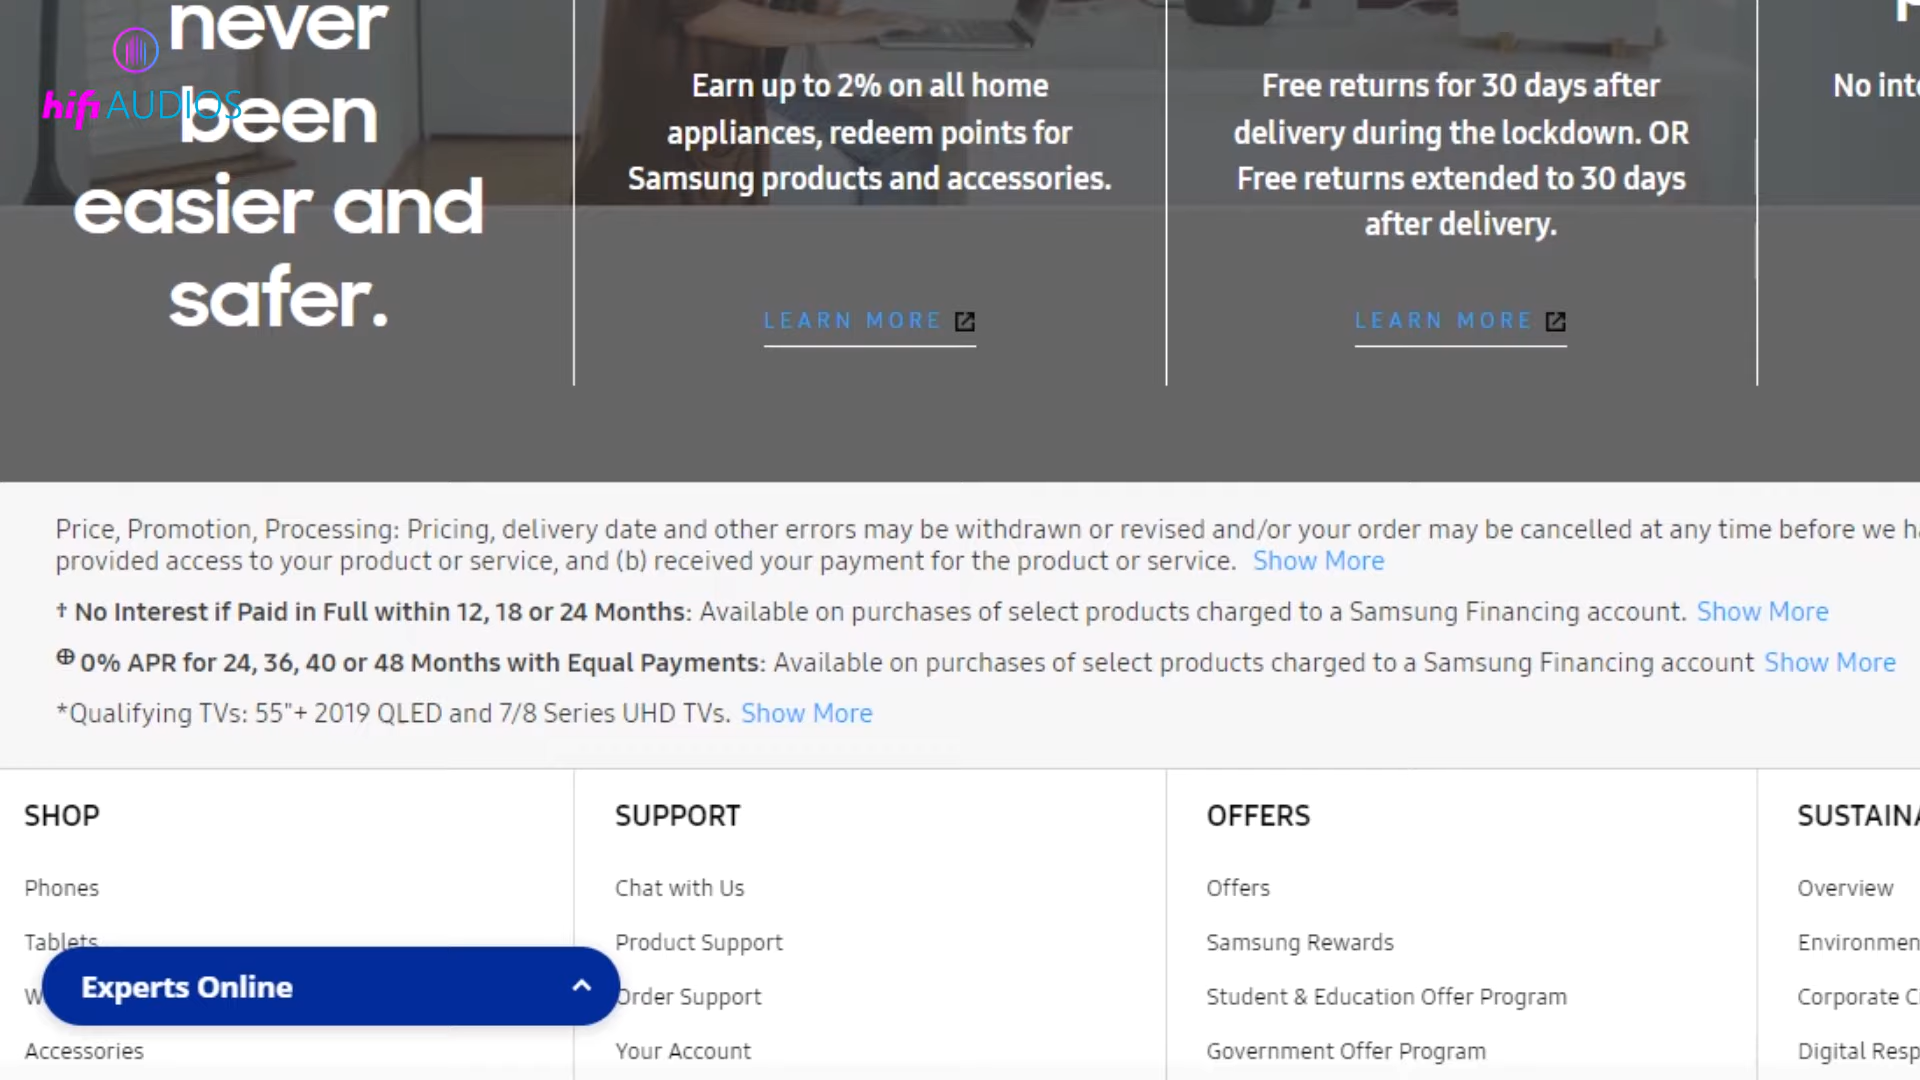 never
been
easier and
safer.
hifi AUDIOS
Earn up to 2% on all home
appliances, redeem points for
Samsung products and accessories.
LEARN MORE
Free returns for 30 days after
delivery during the lockdown. OR
Free returns extended to 30 days
after delivery.
LEARN MORE
No
Price, Promotion, Processing: Pricing, delivery date and other errors may be withdrawn or revised and/or your order may be cancelled at any time before we
provided access to your product or service, and (b) received your payment for the product or service. Show More
† No Interest if Paid in Full within 12, 18 or 24 Months: Available on purchases of select products charged to a Samsung Financing account. Show More
⊕ 0% APR for 24, 36, 40 or 48 Months with Equal Payments: Available on purchases of select products charged to a Samsung Financing account Show More
*Qualifying TVs: 55"+ 2019 QLED and 7/8 Series UHD TVs. Show More
SHOP
Phones
Tablets
Accessories
Experts Online
SUPPORT
Chat with Us
Product Support
Order Support
Your Account
OFFERS
Offers
Samsung Rewards
Student & Education Offer Program
Government Offer Program
Overview
Corporate
Digital